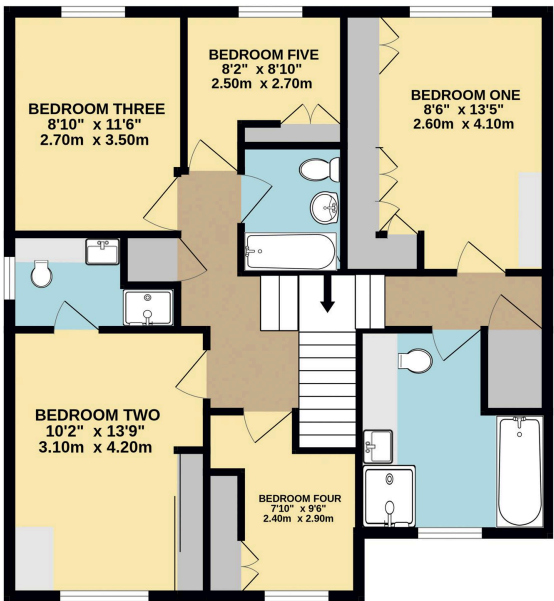 BEDROOM THREE
8'10" x 11'6"
2.70m x 3.50m
BEDROOM FIVE
8'2" x 8'10"
2.50m x 2.70m
BEDROOM ONE
8'6" x 13'5"
2.60m x 4.10m
BEDROOM TWO
10'2" x 13'9"
3.10m x 4.20m
BEDROOM FOUR
7'10" x 9'6"
2.40m x 2.90m